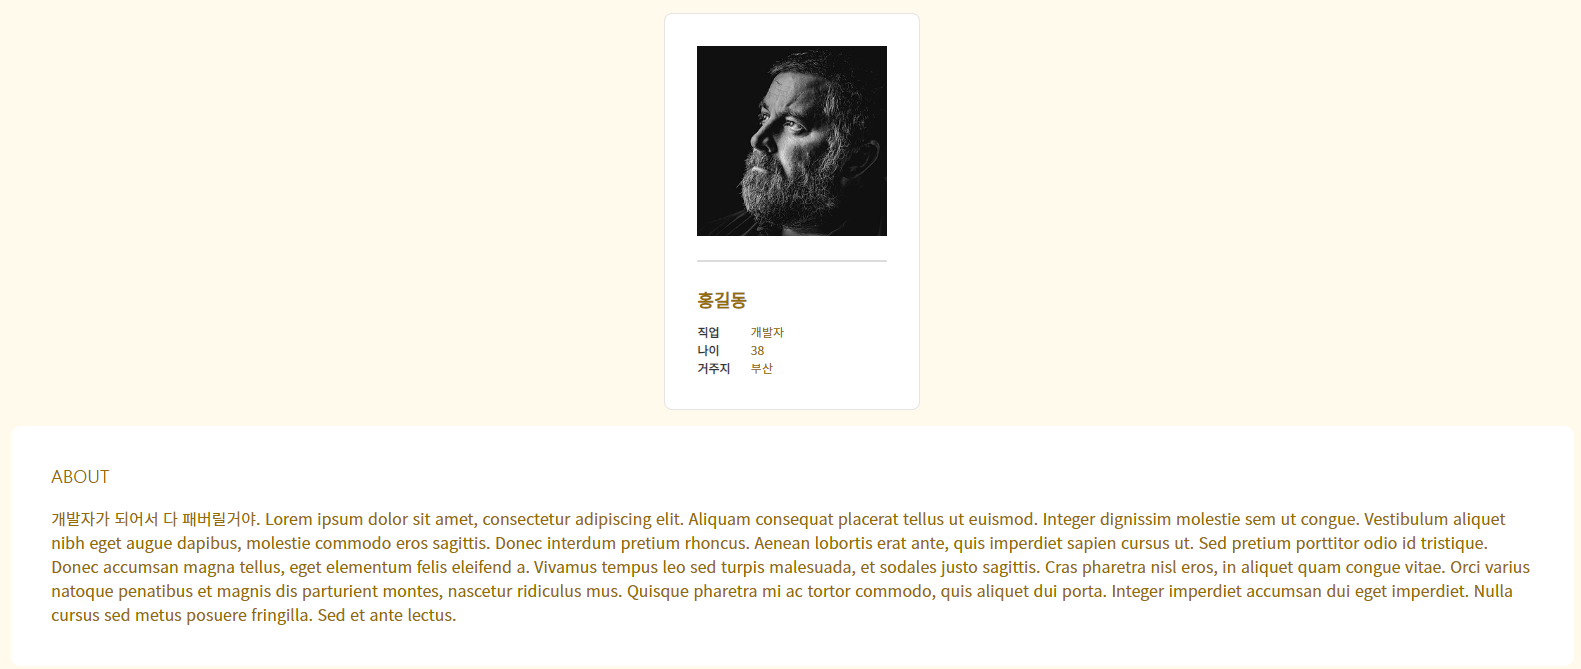 홍길동
직업 개발자
나이 38
거주지 부산
ABOUT
개발자가 되어서 다 패버릴거야. Lorem ipsum dolor sit amet, consectetur adipiscing elit. Aliquam consequat placerat tellus ut euismod. Integer dignissim molestie sem ut congue. Vestibulum aliquet
nibh eget augue dapibus, molestie commodo eros sagittis. Donec interdum pretium rhoncus. Aenean lobortis erat ante, quis imperdiet sapien cursus ut. Sed pretium porttitor odio id tristique.
Donec accumsan magna tellus, eget elementum felis eleifend a. Vivamus tempus leo sed turpis malesuada, et sodales justo sagittis. Cras pharetra nisl eros, in aliquet quam congue vitae. Orci varius
natoque penatibus et magnis dis parturient montes, nascetur ridiculus mus. Quisque pharetra mi ac tortor commodo, quis aliquet dui porta. Integer imperdiet accumsan dui eget imperdiet. Nulla
cursus sed metus posuere fringilla. Sed et ante lectus.